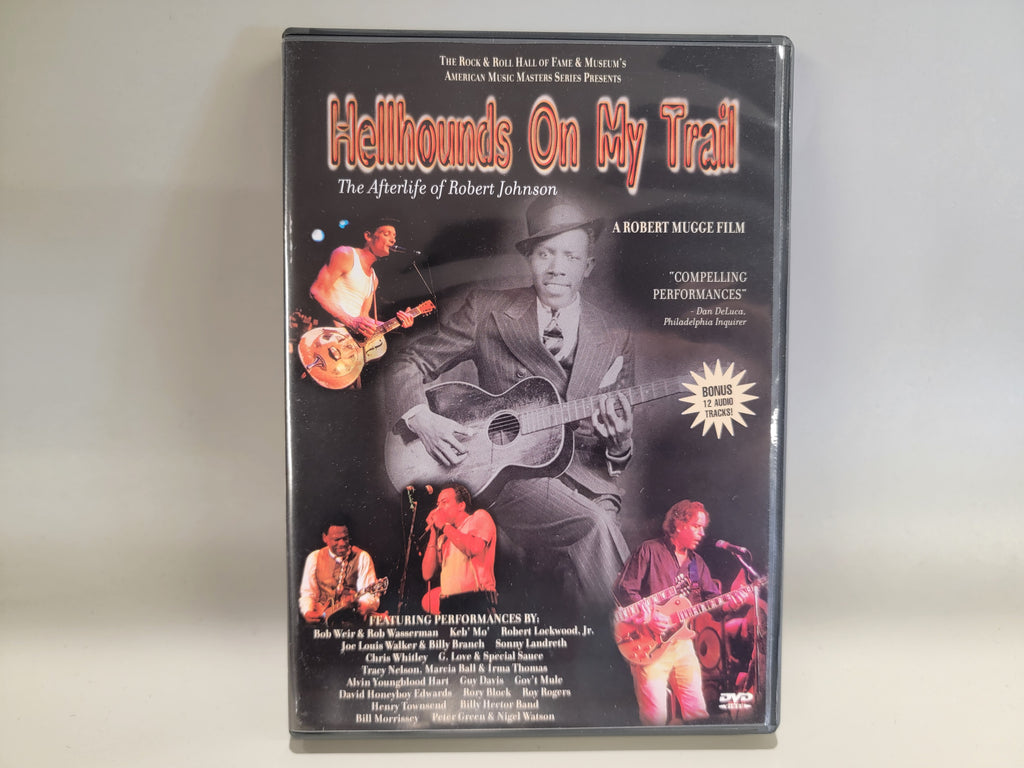 The Rock & Roll Hall of Fame & Museum's
American Music Masters Series Presents
Hellhounds On My Trail
The Afterlife of Robert Johnson
A ROBERT MUGGE FILM
"COMPELLING
PERFORMANCES"
- Dan DeLuca,
Philadelphia Inquirer
BONUS
12 AUDIO
TRACKS!
FEATURING PERFORMANCES BY:
Bob Weir & Rob Wasserman Keb' Mo' Robert Lockwood, Jr.
Joe Louis Walker & Billy Branch Sonny Landreth
Chris Whitley G. Love & Special Sauce
Tracy Nelson, Marcia Ball & Irma Thomas
Alvin Youngblood Hart Guy Davis Gov't Mule
David Honeyboy Edwards Rory Block Roy Rogers
Henry Townsend Billy Hector Band
Bill Morrissey Peter Green & Nigel Watson
DVD